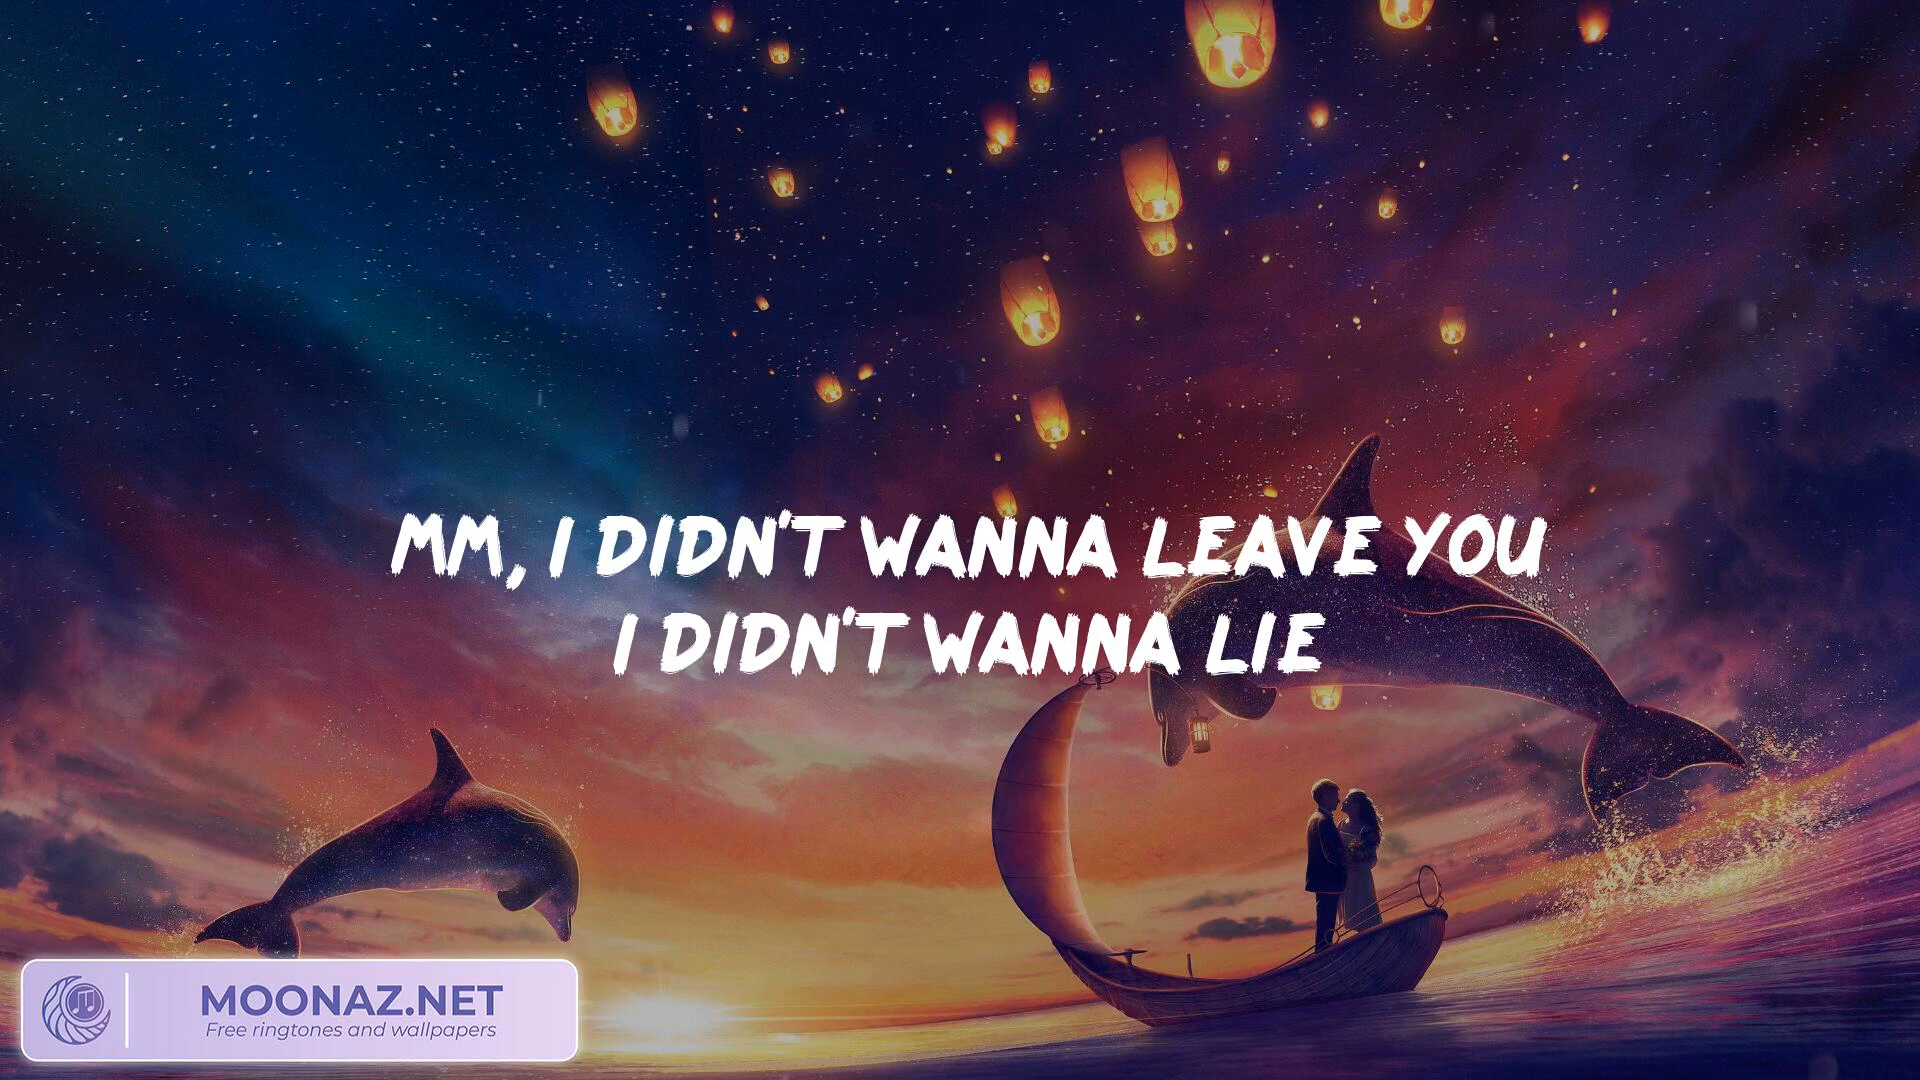 MM, I DIDN'T WANNA LEAVE YOU
I DIDN'T WANNA LIE
MOONAZ.NET
Free ringtones and wallpapers